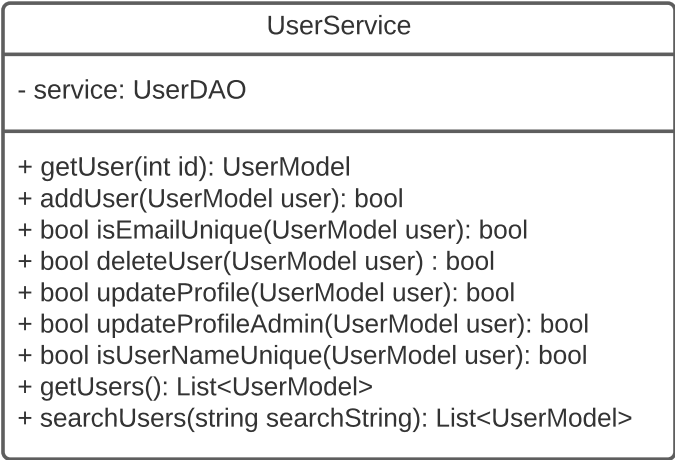 UserService
- service: UserDAO
+ getUser(int id): UserModel
+ addUser(UserModel user): bool
+ bool isEmailUnique(UserModel user): bool
+ bool deleteUser(UserModel user) : bool
+ bool updateProfile(UserModel user): bool
+ bool updateProfileAdmin(UserModel user): bool
+ bool isUserNameUnique(UserModel user): bool
+ getUsers(): List<UserModel>
+ searchUsers(string searchString): List<UserModel>